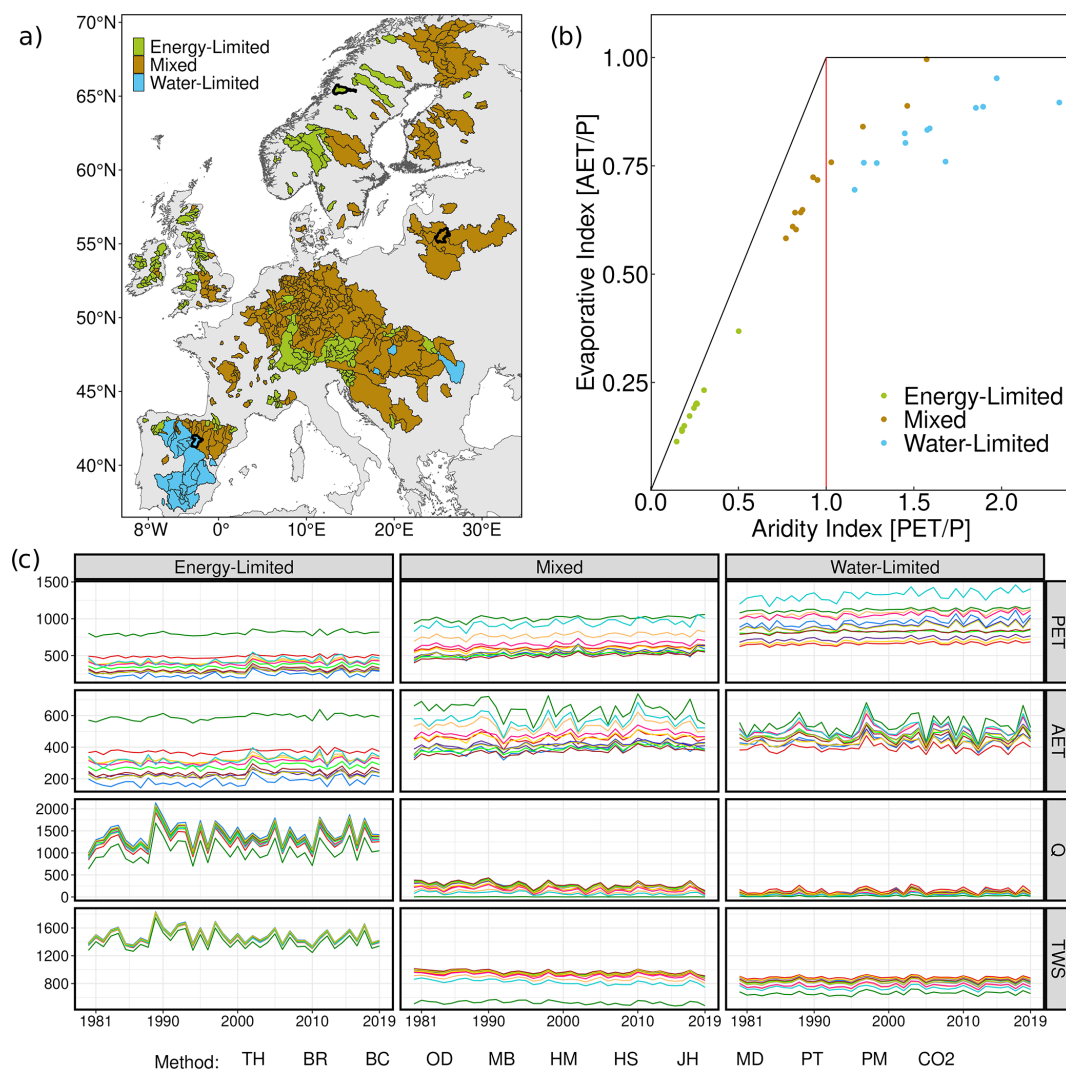 a)
70°N
65°N
60°N
55°N
50°N
45°N
40°N
8°W 0° 10°E 20°E 30°E
Energy-Limited
Mixed
Water-Limited
(b)
Evaporative Index [AET/P]
1.00
0.75
0.50
0.25
0.0 0.5 1.0 1.5 2.0
Aridity Index [PET/P]
Energy-Limited
Mixed
Water-Limited
(c)
Energy-Limited Mixed Water-Limited
1500
1000
500
PET
600
400
200
AET
2000
1500
1000
500
0
Q
1600
800
TWS
1981 1990 2000 2010 2019 1981 1990 2000 2010 2019 1981 1990 2000 2010 2019
Method: TH BR BC OD MB HM HS JH MD PT PM CO2